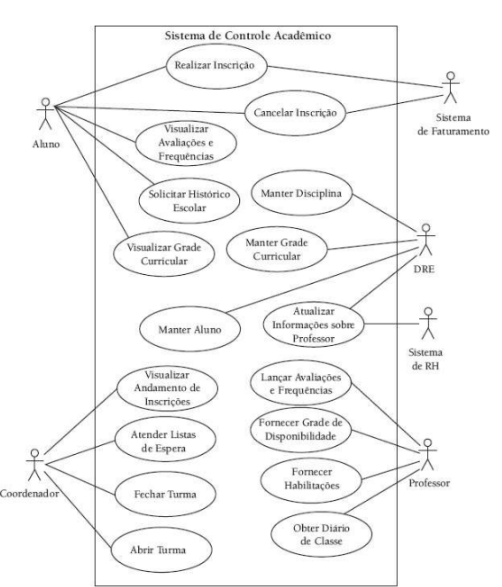 Sistema de Controle Acadêmico
Realizar Inscrição
Cancelar Inscrição
Sistema
de Faturamento
Aluno
Visualizar
Avaliações e
Frequências
Solicitar Histórico
Escolar
Manter Disciplina
Visualizar Grade
Curricular
Manter Grade
Curricular
DRE
Manter Aluno
Atualizar
Informações sobre
Professor
Sistema
de RH
Visualizar
Andamento de
Inscrições
Lançar Avaliações
e Frequências
Atender Listas
de Espera
Fornecer Grade de
Disponibilidade
Coordenador
Fechar Turma
Fornecer
Habilitações
Professor
Abrir Turma
Obter Diário
de Classe